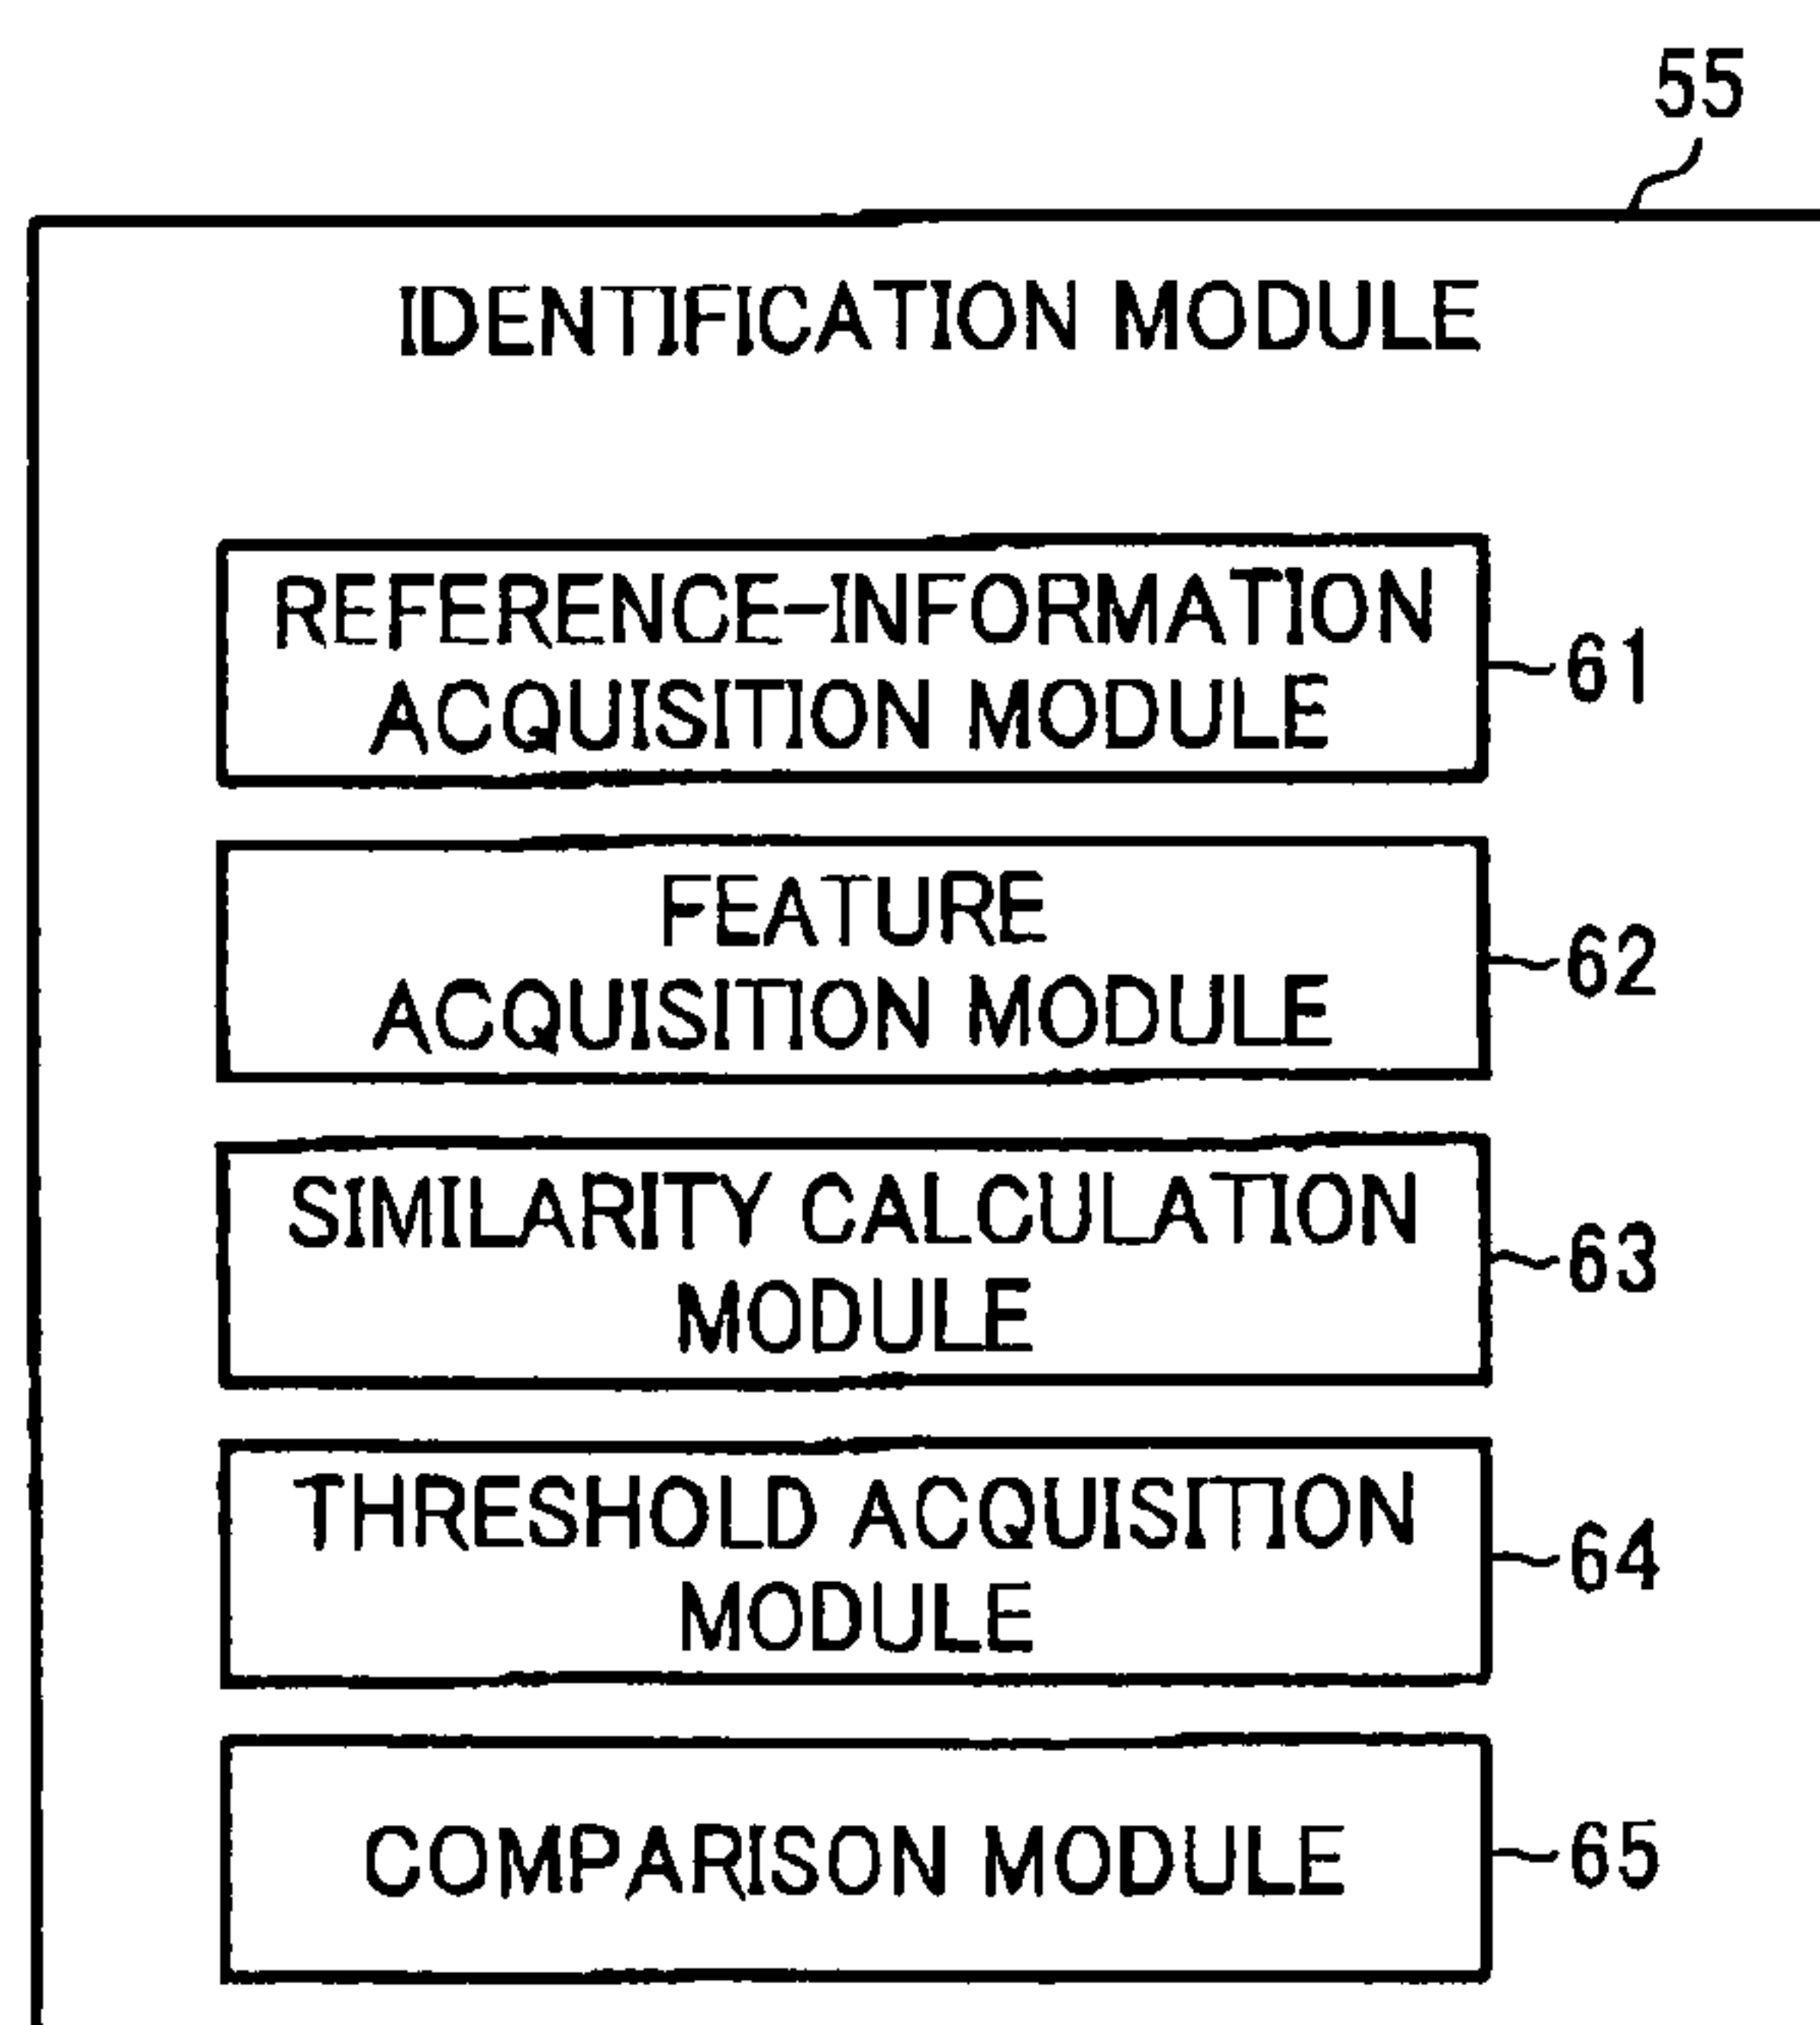 55
IDENTIFICATION MODULE
REFERENCE-INFORMATION
ACQUISITION MODULE
61
FEATURE
ACQUISITION MODULE
62
SIMILARITY CALCULATION
MODULE
63
THRESHOLD ACQUISITION
MODULE
64
COMPARISON MODULE
65